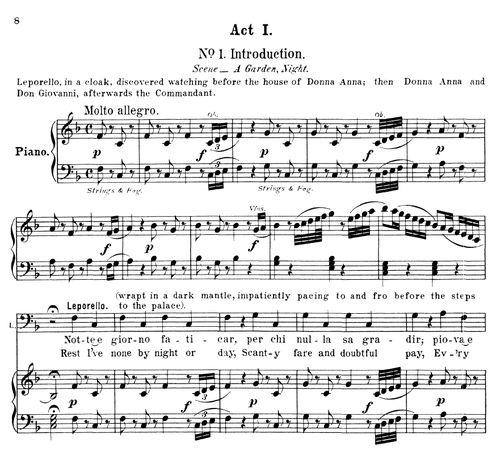 8
Act I.
Nº 1. Introduction.
Scene — A Garden, Night.
Leporello, in a cloak, discovered watching before the house of Donna Anna; then Donna Anna and
Don Giovanni, afterwards the Commandant.
Molto allegro.
Ob. Ob.
Piano.
p f p f
3 3
Strings & Fag. Strings & Fag.
Vlns.
f p f
(wrapt in a dark mantle, impatiently pacing to and fro before the steps
Leporello. to the palace).
L.
Not-te e gior-no fa-ti-car, per chi nul-la sa gra-dir; pio-va e
Rest I've none by night or day, Scant-y fare and doubtful pay, Ev-'ry
p f p f
3 3